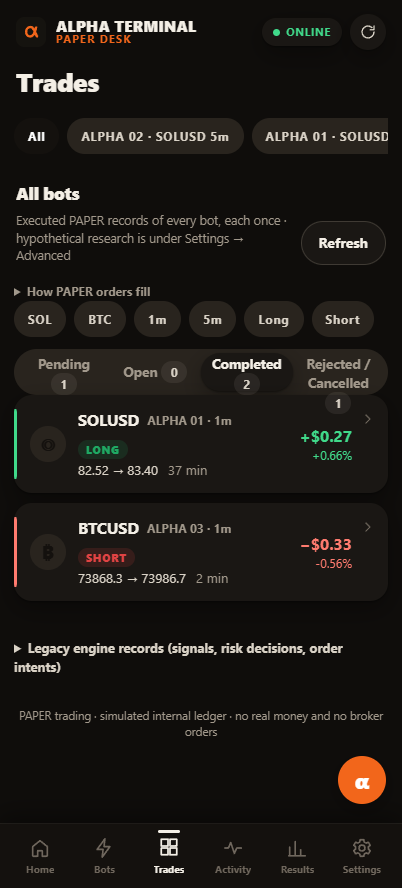 α ALPHA TERMINAL
PAPER DESK
ONLINE
Trades
All
ALPHA 02 · SOLUSD 5m
ALPHA 01 · SOLUSD
All bots
Executed PAPER records of every bot, each once ·
hypothetical research is under Settings →
Advanced
Refresh
▶ How PAPER orders fill
SOL
BTC
1m
5m
Long
Short
Pending
1
Open 0
Completed
2
Rejected /
Cancelled
1
SOLUSD ALPHA 01 · 1m
LONG
82.52 → 83.40 37 min
+$0.27
+0.66%
BTCUSD ALPHA 03 · 1m
SHORT
73868.3 → 73986.7 2 min
−$0.33
-0.56%
▶ Legacy engine records (signals, risk decisions, order
intents)
PAPER trading · simulated internal ledger · no real money and no broker
orders
α
Home
Bots
Trades
Activity
Results
Settings